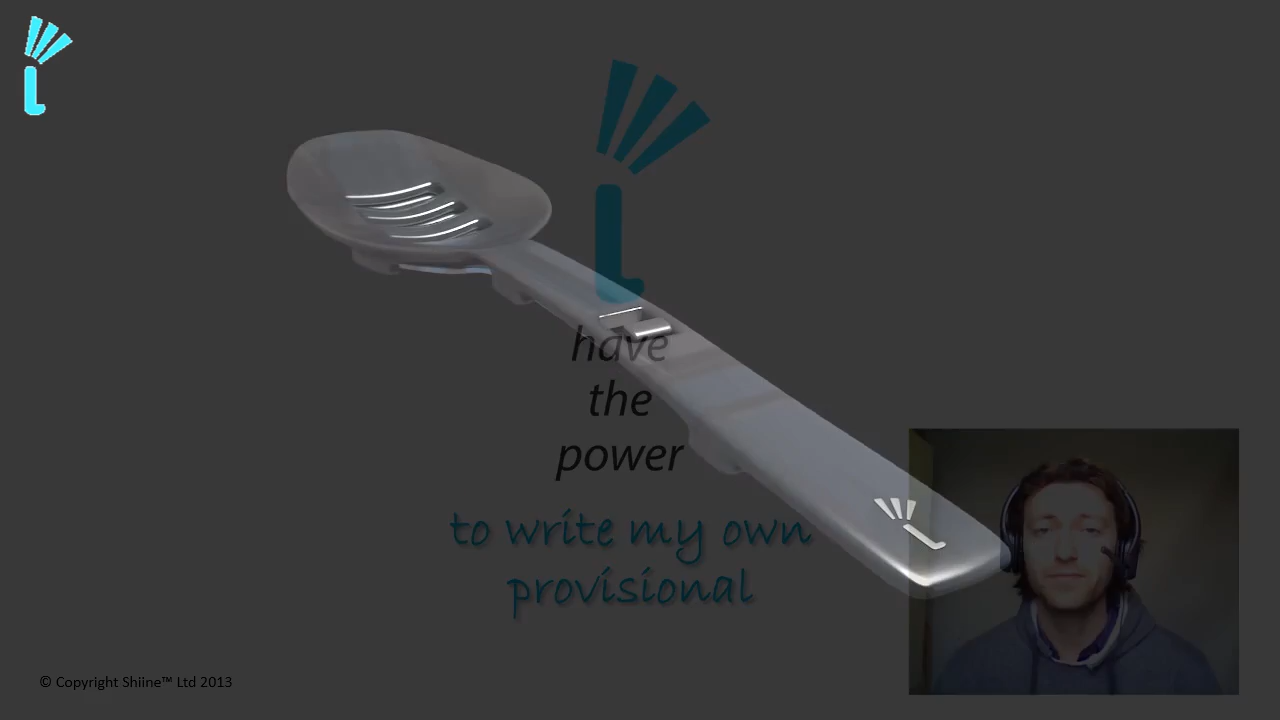 have
the
power
to write my own
provisional
© Copyright Shiine™ Ltd 2013